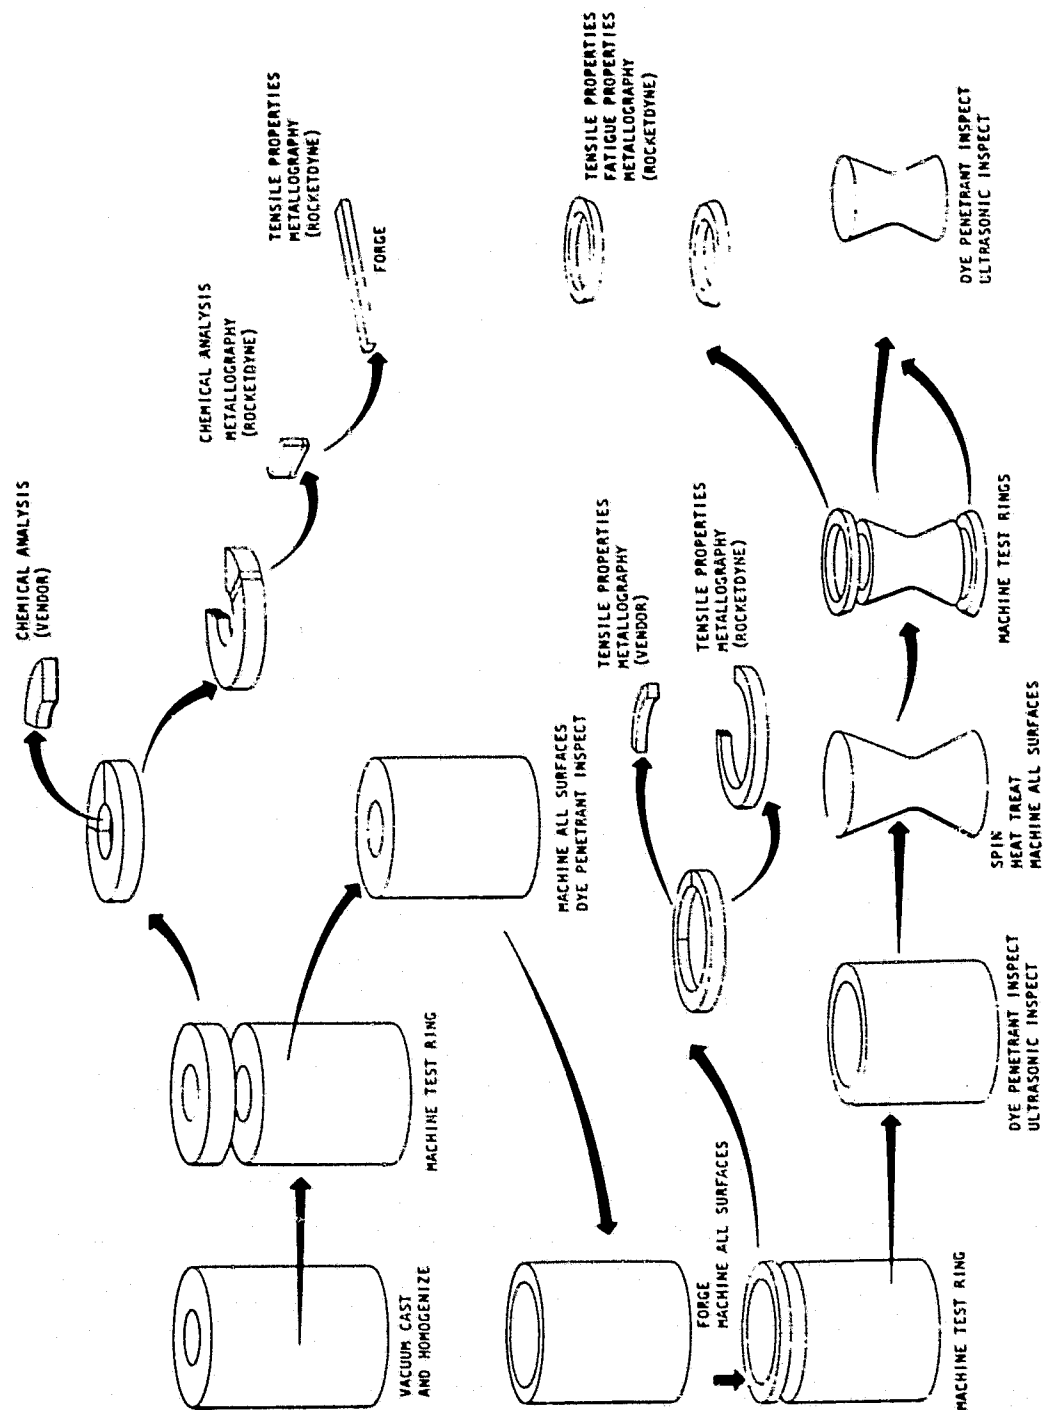 VACUUM CAST
AND HOMOGENIZE
MACHINE TEST RING
CHEMICAL ANALYSIS
(VENDOR)
CHEMICAL ANALYSIS
METALLOGRAPHY
(ROCKETDYNE)
TENSILE PROPERTIES
METALLOGRAPHY
(ROCKETDYNE)
FORGE
MACHINE ALL SURFACES
DYE PENETRANT INSPECT
FORGE
MACHINE ALL SURFACES
MACHINE TEST RING
TENSILE PROPERTIES
METALLOGRAPHY
(VENDOR)
TENSILE PROPERTIES
METALLOGRAPHY
(ROCKETDYNE)
DYE PENETRANT INSPECT
ULTRASONIC INSPECT
SPIN
HEAT TREAT
MACHINE ALL SURFACES
MACHINE TEST RINGS
TENSILE PROPERTIES
FATIGUE PROPERTIES
METALLOGRAPHY
(ROCKETDYNE)
DYE PENETRANT INSPECT
ULTRASONIC INSPECT